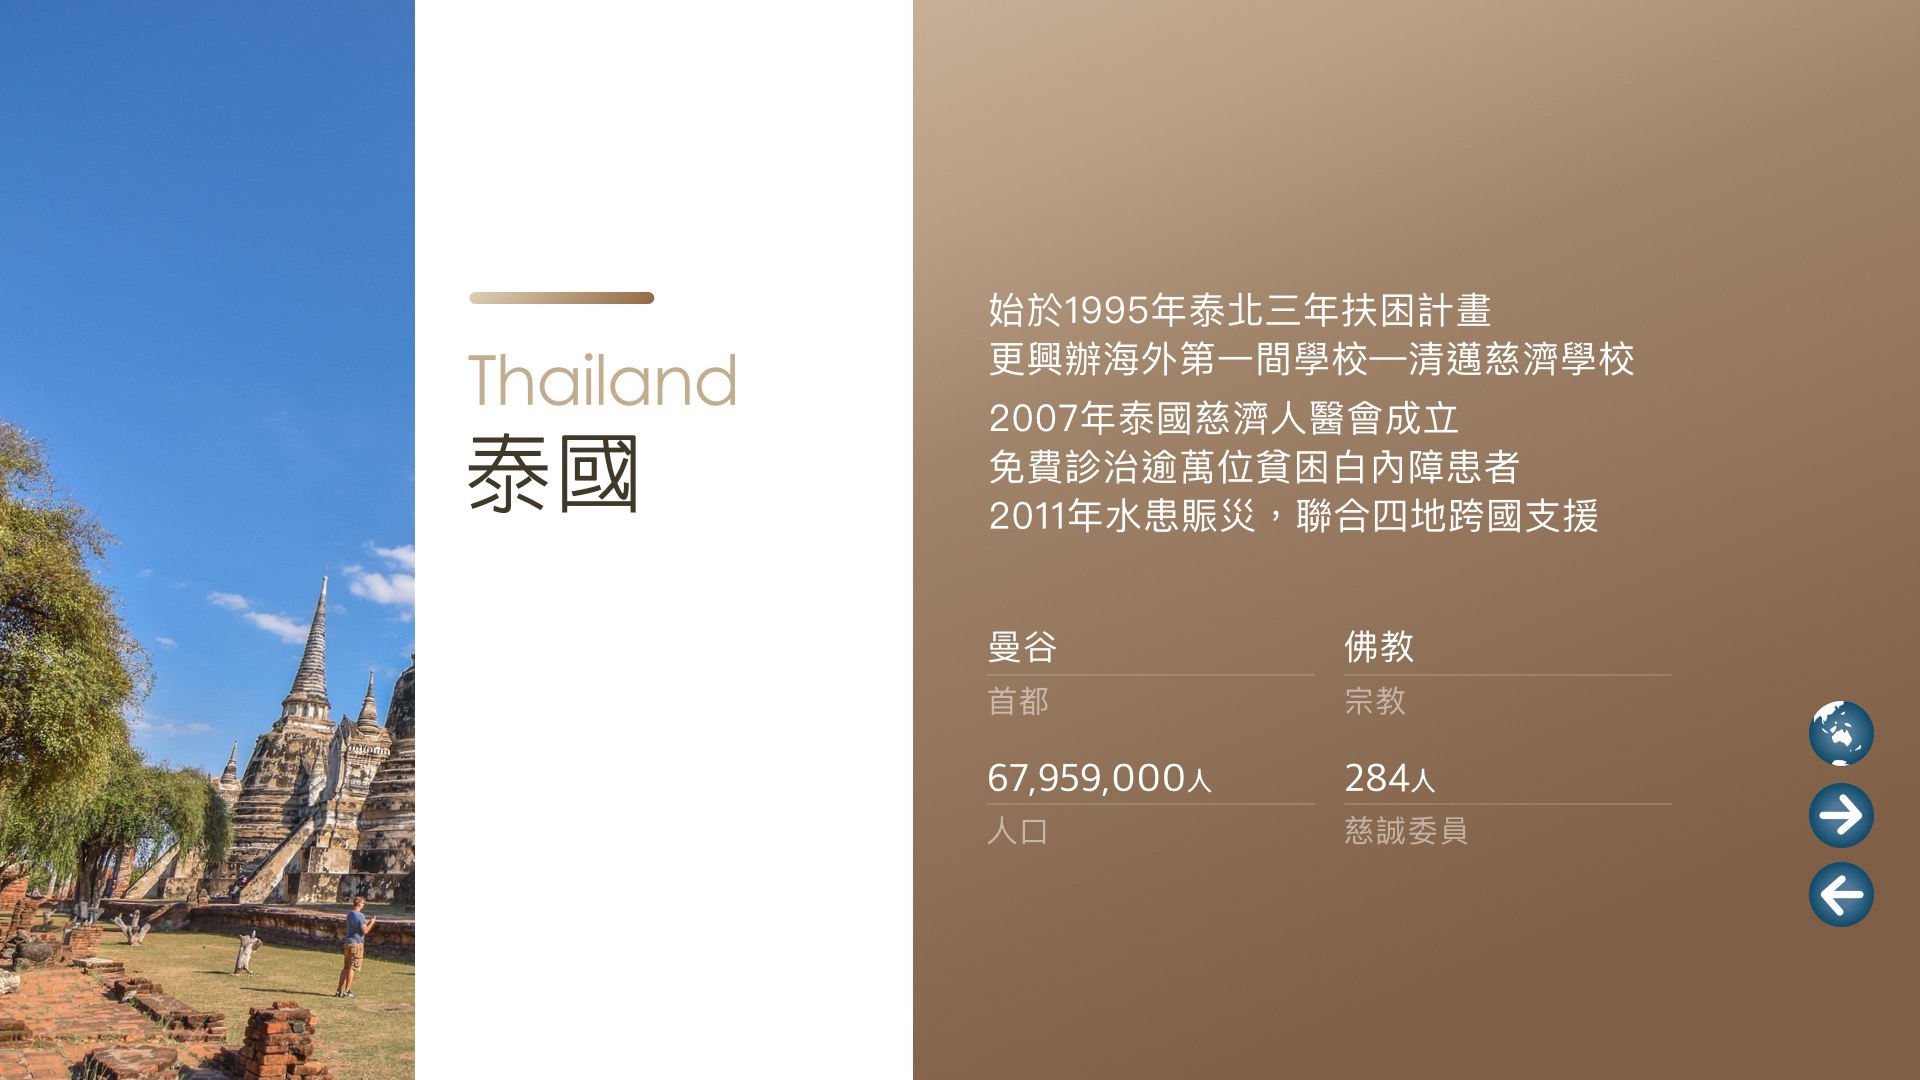 Thailand
泰國
始於1995年泰北三年扶困計畫
更興辦海外第一間學校—清邁慈濟學校
2007年泰國慈濟人醫會成立
免費診治逾萬位貧困白內障患者
2011年水患賑災，聯合四地跨國支援
曼谷
首都
佛教
宗教
67,959,000人
人口
284人
慈誠委員